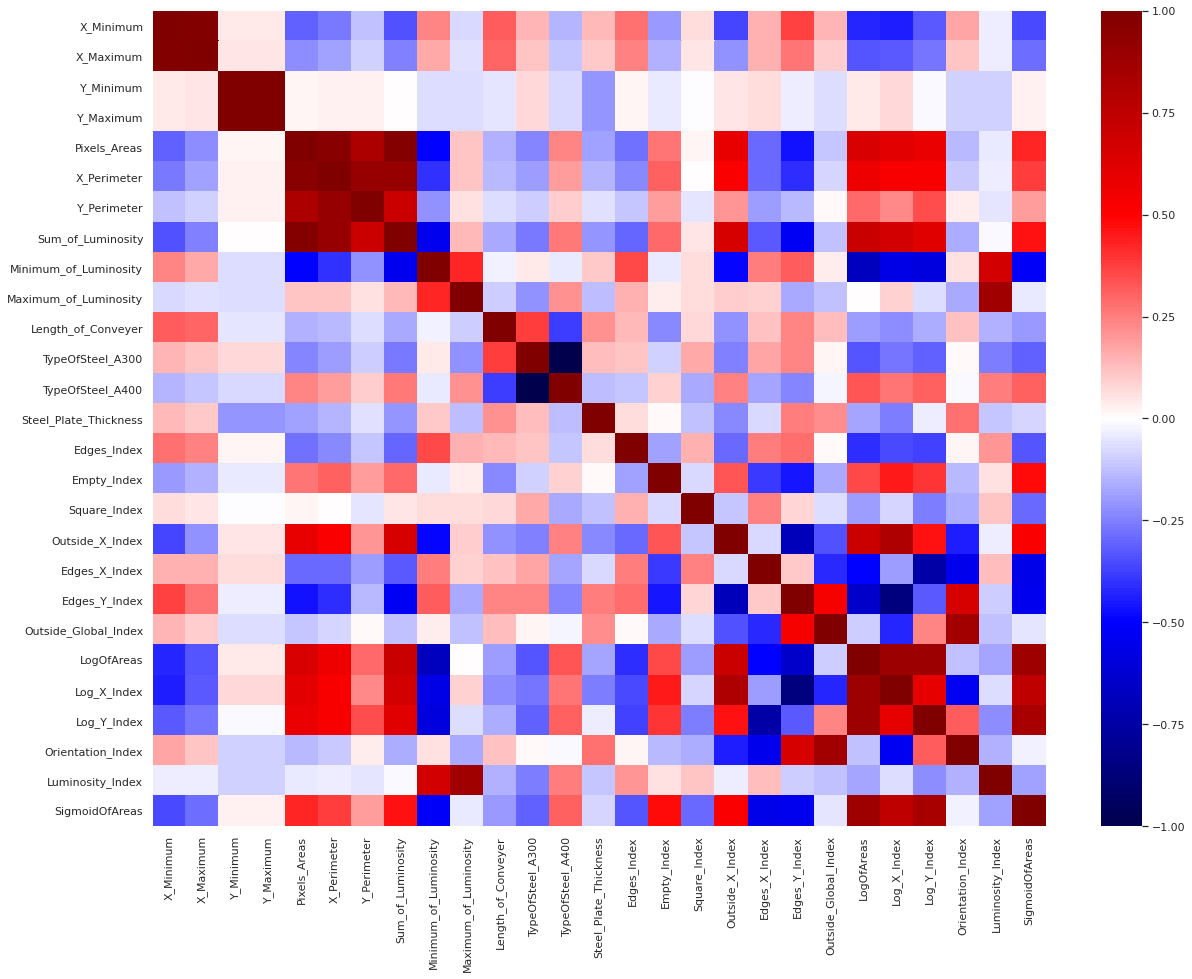 X_Minimum
X_Maximum
Y_Minimum
Y_Maximum
Pixels_Areas
X_Perimeter
Y_Perimeter
Sum_of_Luminosity
Minimum_of_Luminosity
Maximum_of_Luminosity
Length_of_Conveyer
TypeOfSteel_A300
TypeOfSteel_A400
Steel_Plate_Thickness
Edges_Index
Empty_Index
Square_Index
Outside_X_Index
Edges_X_Index
Edges_Y_Index
Outside_Global_Index
LogOfAreas
Log_X_Index
Log_Y_Index
Orientation_Index
Luminosity_Index
SigmoidOfAreas
X_Minimum
X_Maximum
Y_Minimum
Y_Maximum
Pixels_Areas
X_Perimeter
Y_Perimeter
Sum_of_Luminosity
Minimum_of_Luminosity
Maximum_of_Luminosity
Length_of_Conveyer
TypeOfSteel_A300
TypeOfSteel_A400
Steel_Plate_Thickness
Edges_Index
Empty_Index
Square_Index
Outside_X_Index
Edges_X_Index
Edges_Y_Index
Outside_Global_Index
LogOfAreas
Log_X_Index
Log_Y_Index
Orientation_Index
Luminosity_Index
SigmoidOfAreas
1.00
0.75
0.50
0.25
0.00
−0.25
−0.50
−0.75
−1.00